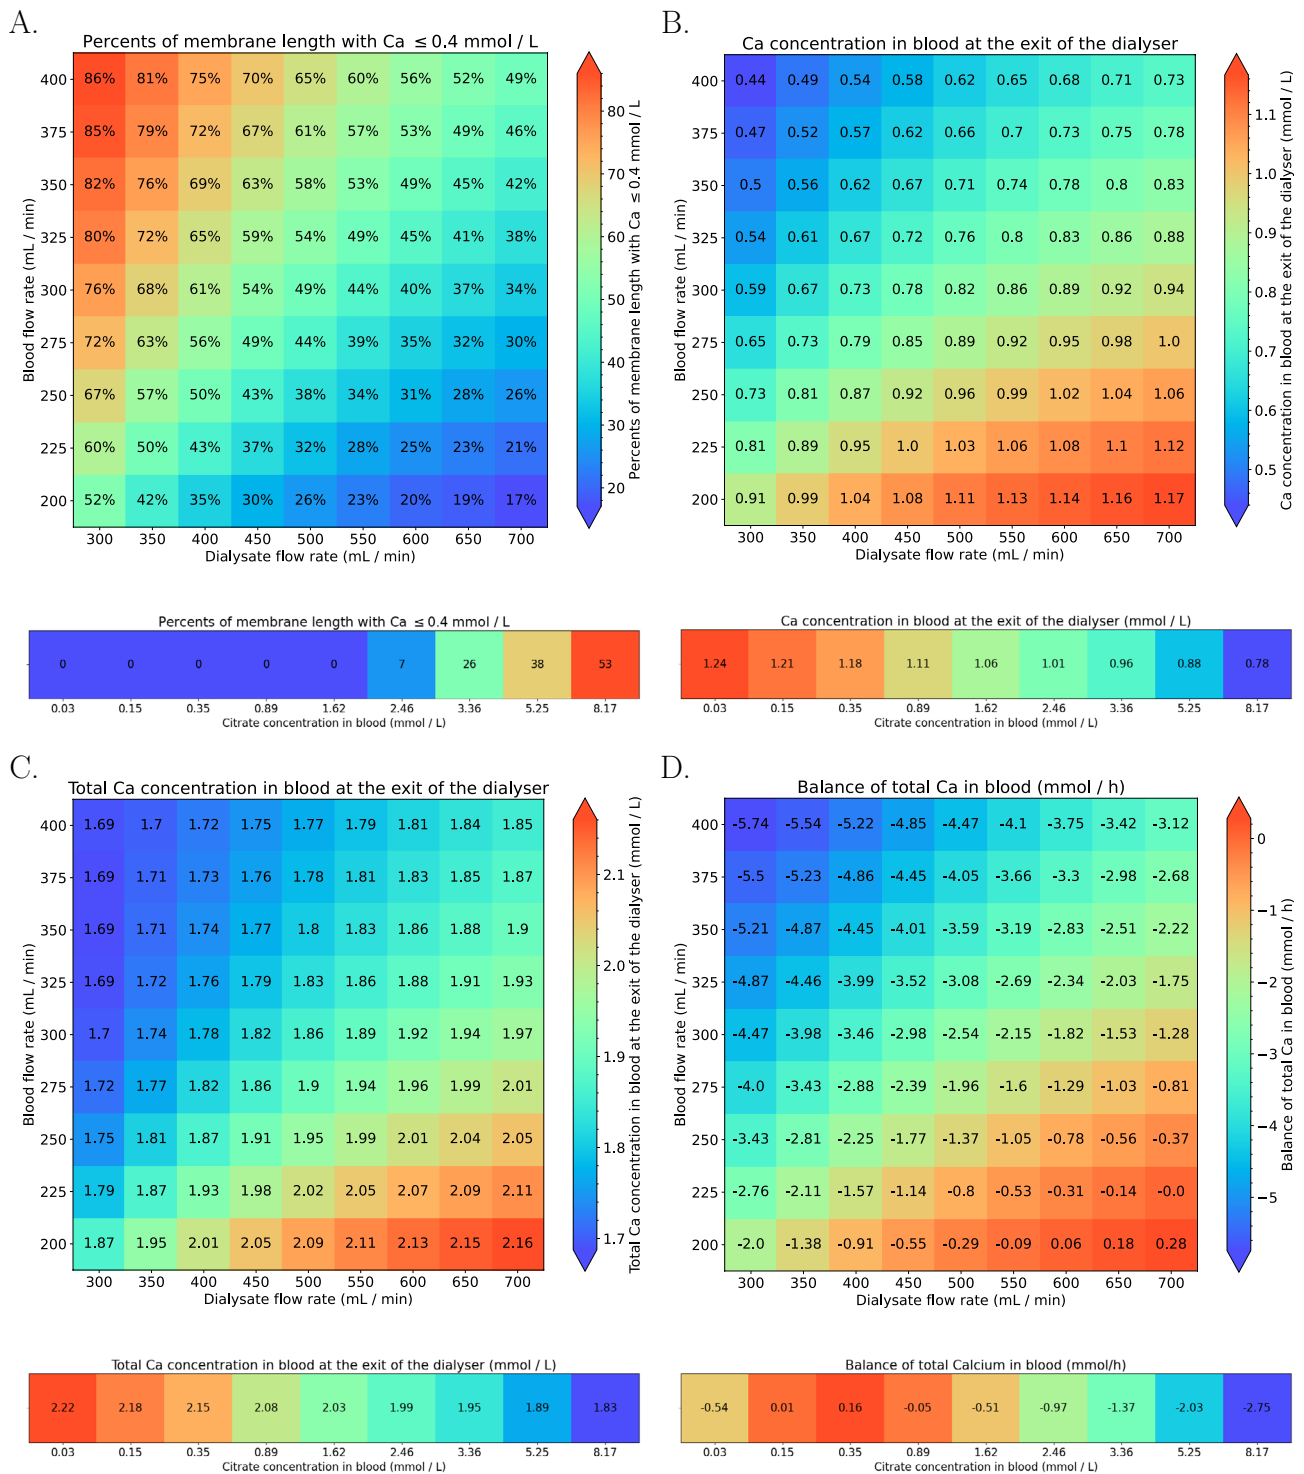 A.
Percents of membrane length with Ca ≤0.4 mmol / L
400 86% 81% 75% 70% 65% 60% 56% 52% 49%
375 85% 79% 72% 67% 61% 57% 53% 49% 46%
350 82% 76% 69% 63% 58% 53% 49% 45% 42%
325 80% 72% 65% 59% 54% 49% 45% 41% 38%
300 76% 68% 61% 54% 49% 44% 40% 37% 34%
275 72% 63% 56% 49% 44% 39% 35% 32% 30%
250 67% 57% 50% 43% 38% 34% 31% 28% 26%
225 60% 50% 43% 37% 32% 28% 25% 23% 21%
200 52% 42% 35% 30% 26% 23% 20% 19% 17%
300 350 400 450 500 550 600 650 700
Dialysate flow rate (mL / min)
Blood flow rate (mL / min)
80
70
60
50
40
30
20
Percents of membrane length with Ca ≤0.4 mmol / L
Percents of membrane length with Ca ≤0.4 mmol / L
0 0 0 0 0 7 26 38 53
0.03 0.15 0.35 0.89 1.62 2.46 3.36 5.25 8.17
Citrate concentration in blood (mmol / L)
B.
Ca concentration in blood at the exit of the dialyser
400 0.44 0.49 0.54 0.58 0.62 0.65 0.68 0.71 0.73
375 0.47 0.52 0.57 0.62 0.66 0.7 0.73 0.75 0.78
350 0.5 0.56 0.62 0.67 0.71 0.74 0.78 0.8 0.83
325 0.54 0.61 0.67 0.72 0.76 0.8 0.83 0.86 0.88
300 0.59 0.67 0.73 0.78 0.82 0.86 0.89 0.92 0.94
275 0.65 0.73 0.79 0.85 0.89 0.92 0.95 0.98 1.0
250 0.73 0.81 0.87 0.92 0.96 0.99 1.02 1.04 1.06
225 0.81 0.89 0.95 1.0 1.03 1.06 1.08 1.1 1.12
200 0.91 0.99 1.04 1.08 1.11 1.13 1.14 1.16 1.17
300 350 400 450 500 550 600 650 700
Dialysate flow rate (mL / min)
Blood flow rate (mL / min)
1.1
1.0
0.9
0.8
0.7
0.6
0.5
Ca concentration in blood at the exit of the dialyser (mmol / L)
Ca concentration in blood at the exit of the dialyser (mmol / L)
1.24 1.21 1.18 1.11 1.06 1.01 0.96 0.88 0.78
0.03 0.15 0.35 0.89 1.62 2.46 3.36 5.25 8.17
Citrate concentration in blood (mmol / L)
C.
Total Ca concentration in blood at the exit of the dialyser
400 1.69 1.7 1.72 1.75 1.77 1.79 1.81 1.84 1.85
375 1.69 1.71 1.73 1.76 1.78 1.81 1.83 1.85 1.87
350 1.69 1.71 1.74 1.77 1.8 1.83 1.86 1.88 1.9
325 1.69 1.72 1.76 1.79 1.83 1.86 1.88 1.91 1.93
300 1.7 1.74 1.78 1.82 1.86 1.89 1.92 1.94 1.97
275 1.72 1.77 1.82 1.86 1.9 1.94 1.96 1.99 2.01
250 1.75 1.81 1.87 1.91 1.95 1.99 2.01 2.04 2.05
225 1.79 1.87 1.93 1.98 2.02 2.05 2.07 2.09 2.11
200 1.87 1.95 2.01 2.05 2.09 2.11 2.13 2.15 2.16
300 350 400 450 500 550 600 650 700
Dialysate flow rate (mL / min)
Blood flow rate (mL / min)
2.1
2.0
1.9
1.8
1.7
Total Ca concentration in blood at the exit of the dialyser (mmol / L)
Total Ca concentration in blood at the exit of the dialyser (mmol / L)
2.22 2.18 2.15 2.08 2.03 1.99 1.95 1.89 1.83
0.03 0.15 0.35 0.89 1.62 2.46 3.36 5.25 8.17
Citrate concentration in blood (mmol / L)
D.
Balance of total Ca in blood (mmol / h)
400 -5.74 -5.54 -5.22 -4.85 -4.47 -4.1 -3.75 -3.42 -3.12
375 -5.5 -5.23 -4.86 -4.45 -4.05 -3.66 -3.3 -2.98 -2.68
350 -5.21 -4.87 -4.45 -4.01 -3.59 -3.19 -2.83 -2.51 -2.22
325 -4.87 -4.46 -3.99 -3.52 -3.08 -2.69 -2.34 -2.03 -1.75
300 -4.47 -3.98 -3.46 -2.98 -2.54 -2.15 -1.82 -1.53 -1.28
275 -4.0 -3.43 -2.88 -2.39 -1.96 -1.6 -1.29 -1.03 -0.81
250 -3.43 -2.81 -2.25 -1.77 -1.37 -1.05 -0.78 -0.56 -0.37
225 -2.76 -2.11 -1.57 -1.14 -0.8 -0.53 -0.31 -0.14 -0.0
200 -2.0 -1.38 -0.91 -0.55 -0.29 -0.09 0.06 0.18 0.28
300 350 400 450 500 550 600 650 700
Dialysate flow rate (mL / min)
Blood flow rate (mL / min)
0
−1
−2
−3
−4
−5
Balance of total Ca in blood (mmol / h)
Balance of total Calcium in blood (mmol/h)
-0.54 0.01 0.16 -0.05 -0.51 -0.97 -1.37 -2.03 -2.75
0.03 0.15 0.35 0.89 1.62 2.46 3.36 5.25 8.17
Citrate concentration in blood (mmol / L)